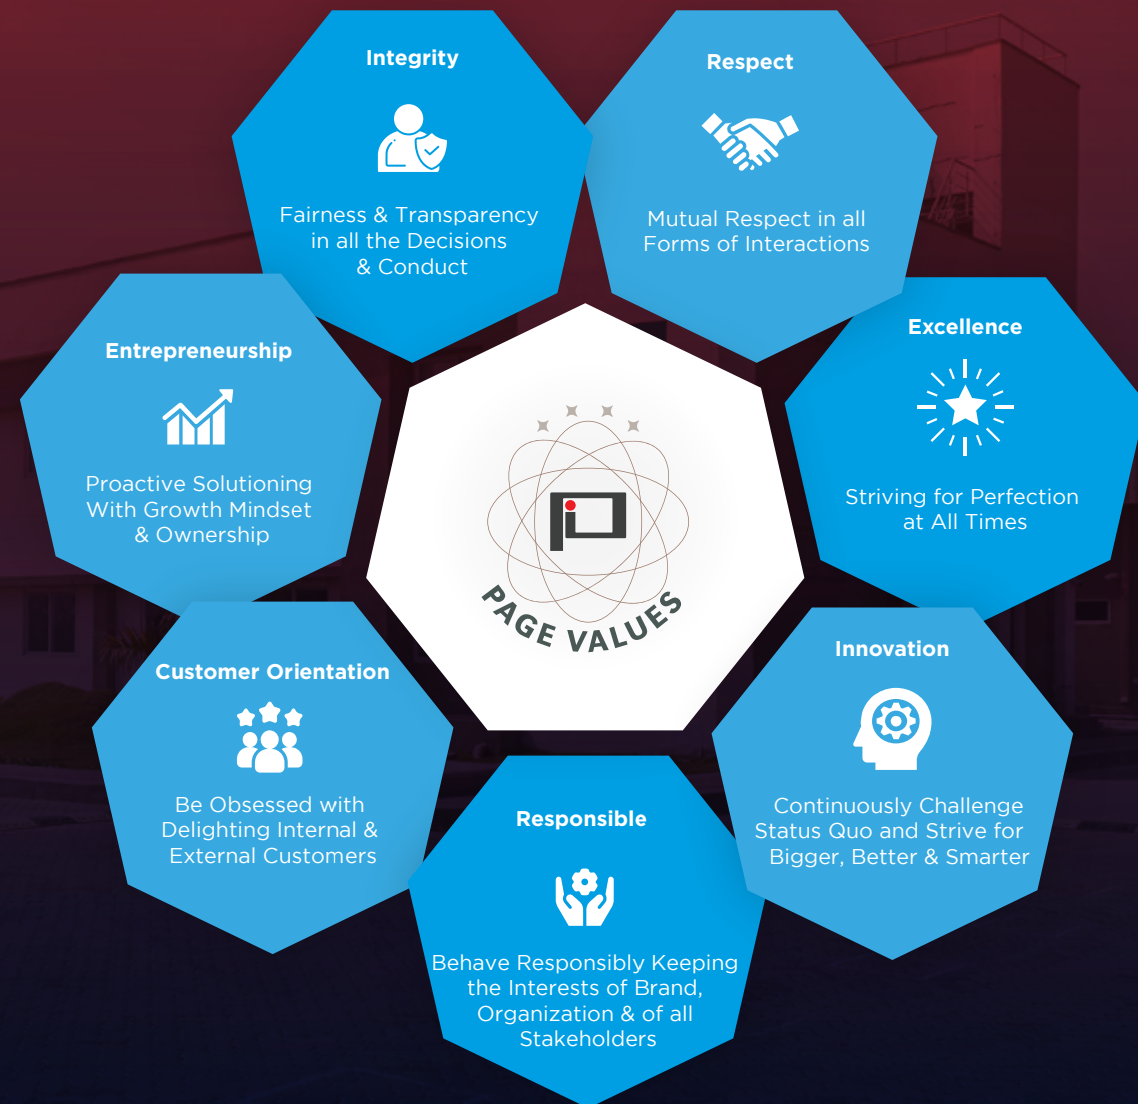 Integrity
Fairness & Transparency
in all the Decisions
& Conduct
Respect
Mutual Respect in all
Forms of Interactions
Entrepreneurship
Proactive Solutioning
With Growth Mindset
& Ownership
Excellence
Striving for Perfection
at All Times
PAGE VALUES
Customer Orientation
Be Obsessed with
Delighting Internal &
External Customers
Innovation
Continuously Challenge
Status Quo and Strive for
Bigger, Better & Smarter
Responsible
Behave Responsibly Keeping
the Interests of Brand,
Organization & of all
Stakeholders